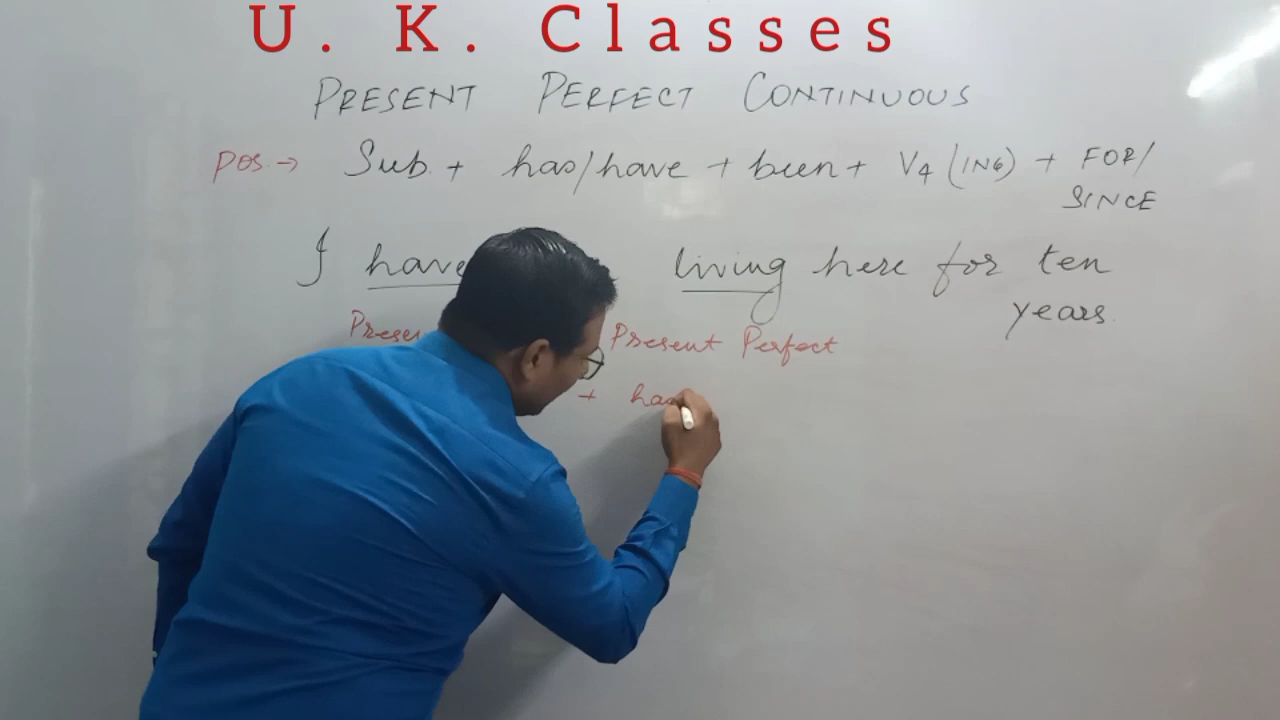 U. K. Classes
PRESENT PERFECT CONTINUOUS
POS. → Sub. + has/have + been + V4 (ING) + FOR/
SINCE
I have living here for ten
years.
Present Perfect
+